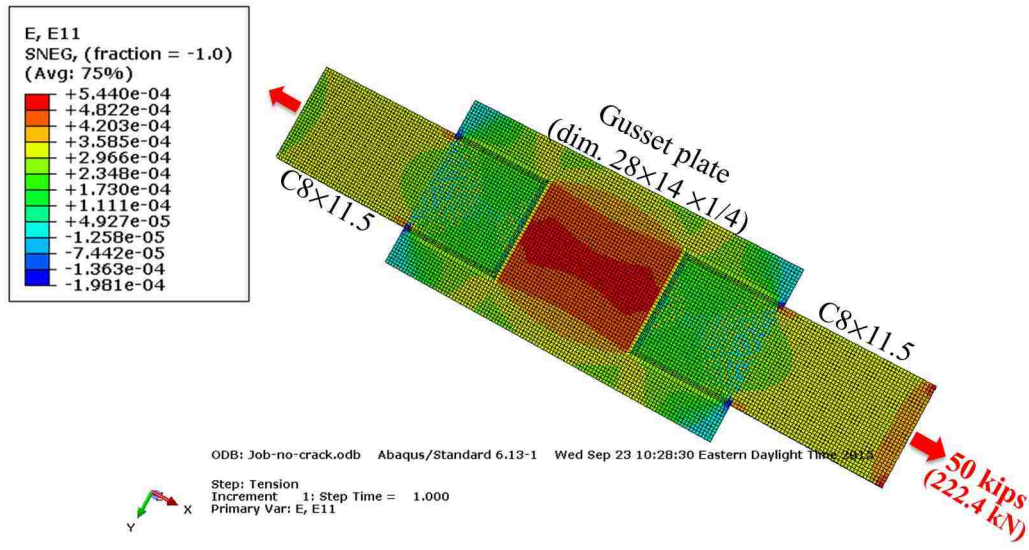 E, E11
SNEG, (fraction = -1.0)
(Avg: 75%)
+5.440e-04
+4.822e-04
+4.203e-04
+3.585e-04
+2.966e-04
+2.348e-04
+1.730e-04
+1.111e-04
+4.927e-05
-1.258e-05
-7.442e-05
-1.363e-04
-1.981e-04
Gusset plate
(dim. 28×14 ×1/4)
C8×11.5
C8×11.5
50 kips
(222.4 kN)
ODB: Job-no-crack.odb Abaqus/Standard 6.13-1 Wed Sep 23 10:28:30 Eastern Daylight Time 2015
Step: Tension
Increment 1: Step Time = 1.000
Primary Var: E, E11
X
Y